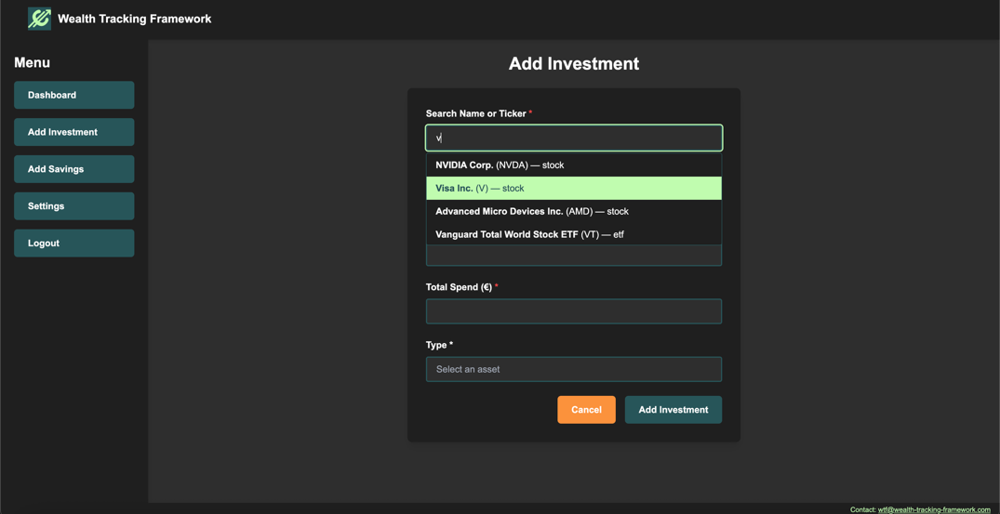 Wealth Tracking Framework
Menu
Dashboard
Add Investment
Add Savings
Settings
Logout
Add Investment
Search Name or Ticker *
v
NVIDIA Corp. (NVDA) — stock
Visa Inc. (V) — stock
Advanced Micro Devices Inc. (AMD) — stock
Vanguard Total World Stock ETF (VT) — etf
Total Spend (€) *
Type *
Select an asset
Cancel
Add Investment
Contact: wtf@wealth-tracking-framework.com